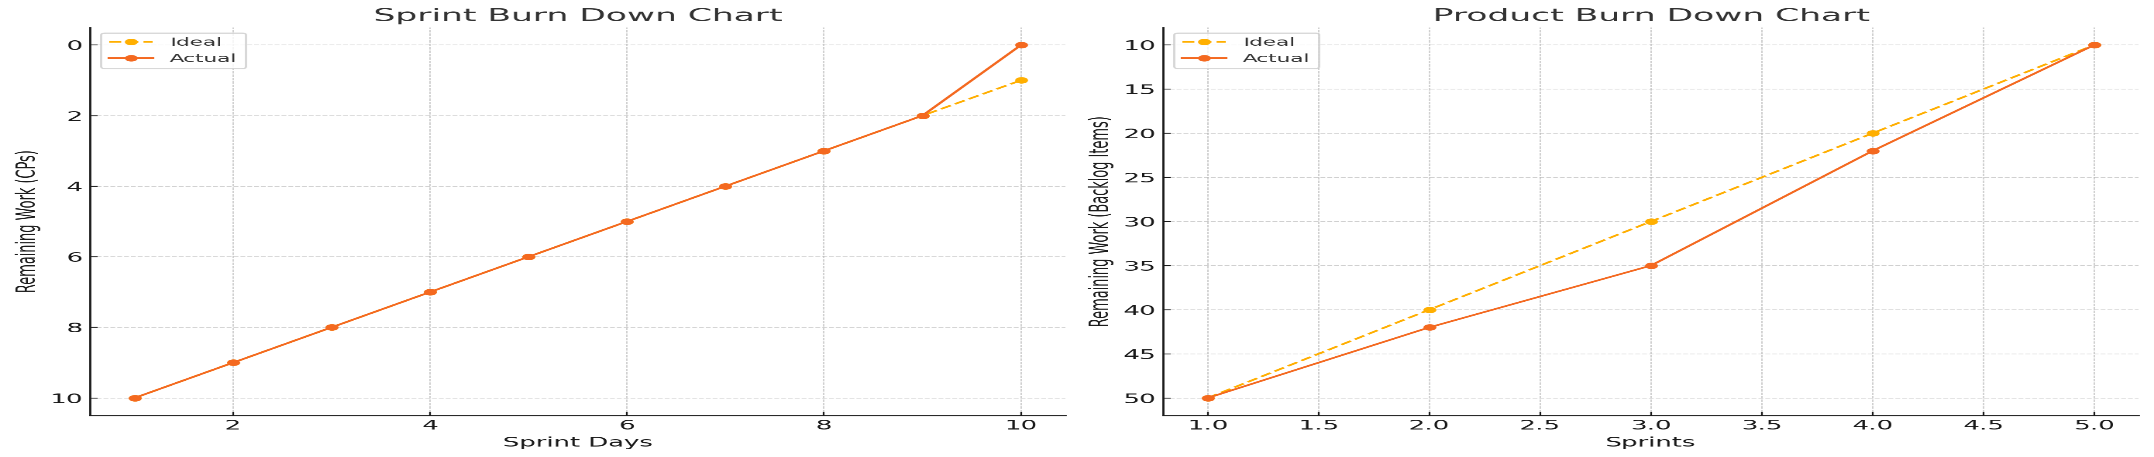 Sprint Burn Down Chart
Ideal
Actual
0
2
4
6
8
10
Remaining Work (CPs)
2
4
6
8
10
Sprint Days
Product Burn Down Chart
Ideal
Actual
10
15
20
25
30
35
40
45
50
Remaining Work (Backlog Items)
1.0
1.5
2.0
2.5
3.0
3.5
4.0
4.5
5.0
Sprints